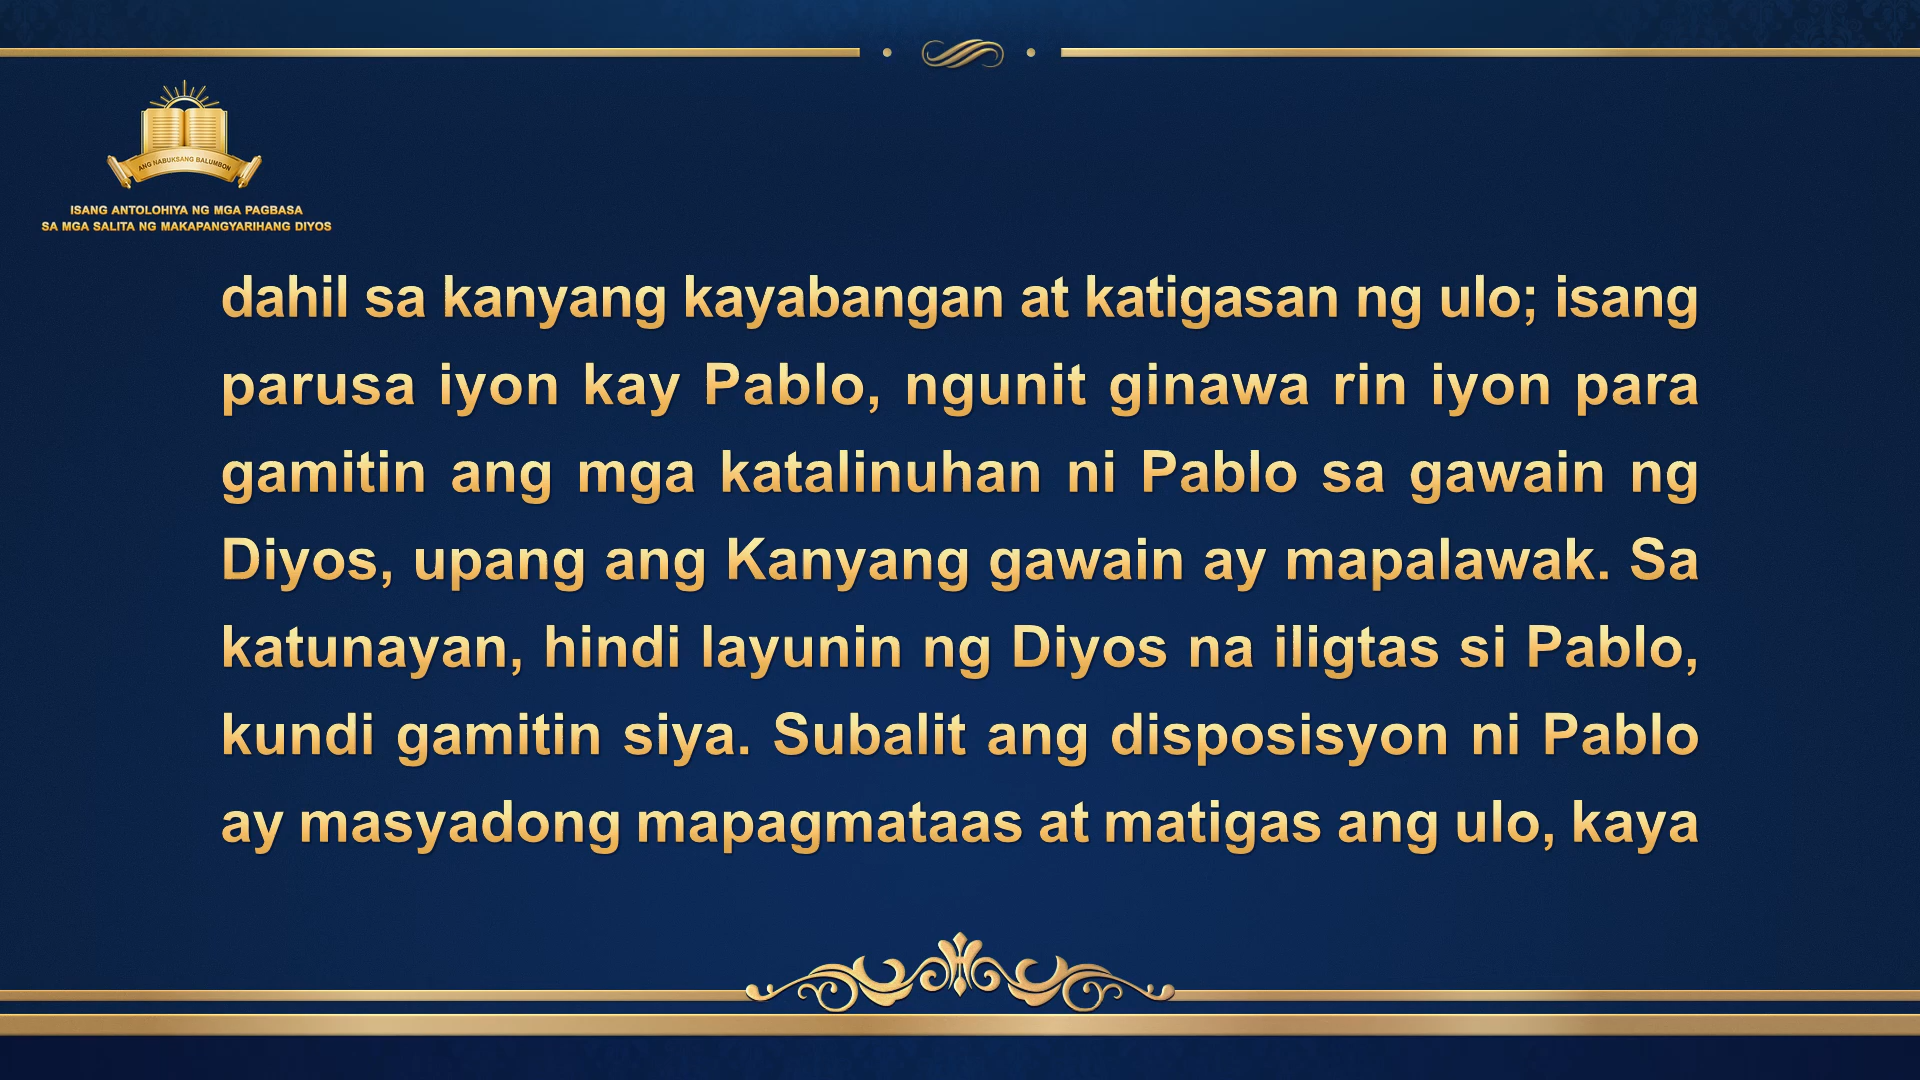 ANG NABUKSANG BALUMBON
ISANG ANTOLOHIYA NG MGA PAGBASA
SA MGA SALITA NG MAKAPANGYARIHANG DIYOS
dahil sa kanyang kayabangan at katigasan ng ulo; isang
parusa iyon kay Pablo, ngunit ginawa rin iyon para
gamitin ang mga katalinuhan ni Pablo sa gawain ng
Diyos, upang ang Kanyang gawain ay mapalawak. Sa
katunayan, hindi layunin ng Diyos na iligtas si Pablo,
kundi gamitin siya. Subalit ang disposisyon ni Pablo
ay masyadong mapagmataas at matigas ang ulo, kaya